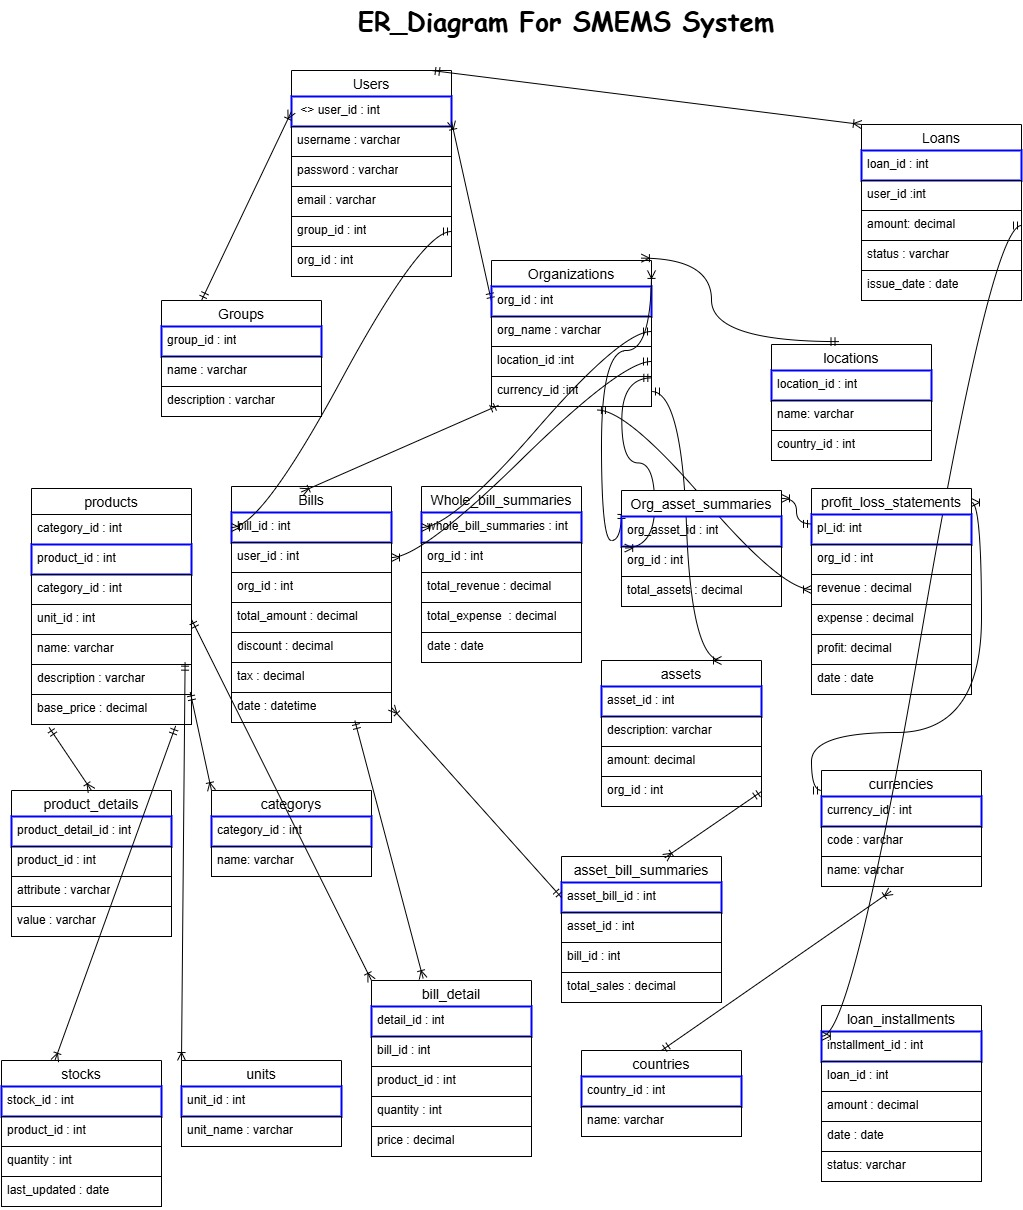 ER_Diagram For SMEMS System
Users
<> user_id : int
username : varchar
password : varchar
email : varchar
group_id : int
org_id : int
Loans
loan_id : int
user_id :int
amount: decimal
status : varchar
issue_date : date
Groups
group_id : int
name : varchar
description : varchar
Organizations
org_id : int
org_name : varchar
location_id :int
currency_id :int
locations
location_id : int
name: varchar
country_id : int
products
category_id : int
product_id : int
category_id : int
unit_id : int
name: varchar
description : varchar
base_price : decimal
Bills
bill_id : int
user_id : int
org_id : int
total_amount : decimal
discount : decimal
tax : decimal
date : datetime
Whole_bill_summaries
whole_bill_summaries : int
org_id : int
total_revenue : decimal
total_expense  : decimal
date : date
Org_asset_summaries
org_asset_id : int
org_id : int
total_assets : decimal
profit_loss_statements
pl_id: int
org_id : int
revenue : decimal
expense : decimal
profit: decimal
date : date
assets
asset_id : int
description: varchar
amount: decimal
org_id : int
product_details
product_detail_id : int
product_id : int
attribute : varchar
value : varchar
categorys
category_id : int
name: varchar
currencies
currency_id : int
code : varchar
name: varchar
asset_bill_summaries
asset_bill_id : int
asset_id : int
bill_id : int
total_sales : decimal
bill_detail
detail_id : int
bill_id : int
product_id : int
quantity : int
price : decimal
loan_installments
installment_id : int
loan_id : int
amount : decimal
date : date
status: varchar
stocks
stock_id : int
product_id : int
quantity : int
last_updated : date
units
unit_id : int
unit_name : varchar
countries
country_id : int
name: varchar